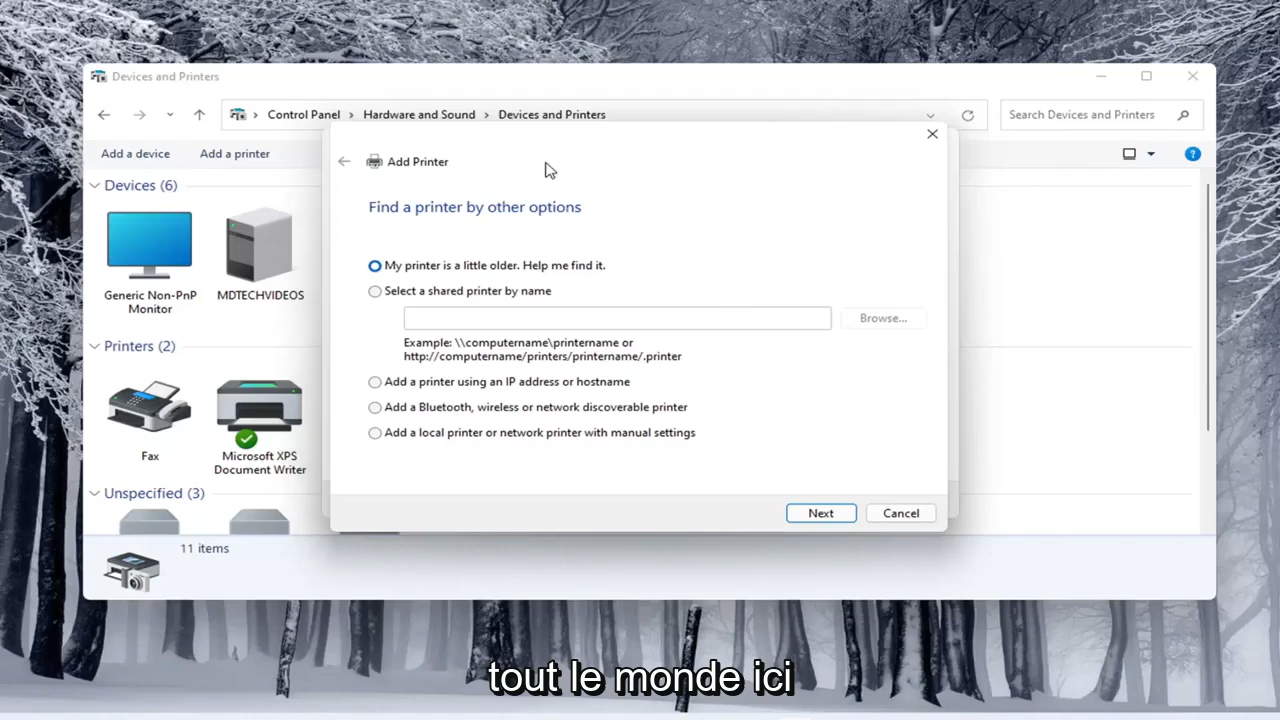 Devices and Printers
Control Panel > Hardware and Sound > Devices and Printers
Search Devices and Printers
Add a device
Add a printer
Devices (6)
Generic Non-PnP
Monitor
MDTECHVIDEOS
Printers (2)
Fax
Microsoft XPS
Document Writer
Unspecified (3)
11 items
Add Printer
Find a printer by other options
My printer is a little older. Help me find it.
Select a shared printer by name
Browse...
Example: \\computername\printername or
http://computername/printers/printername/.printer
Add a printer using an IP address or hostname
Add a Bluetooth, wireless or network discoverable printer
Add a local printer or network printer with manual settings
Next
Cancel
tout le monde ici